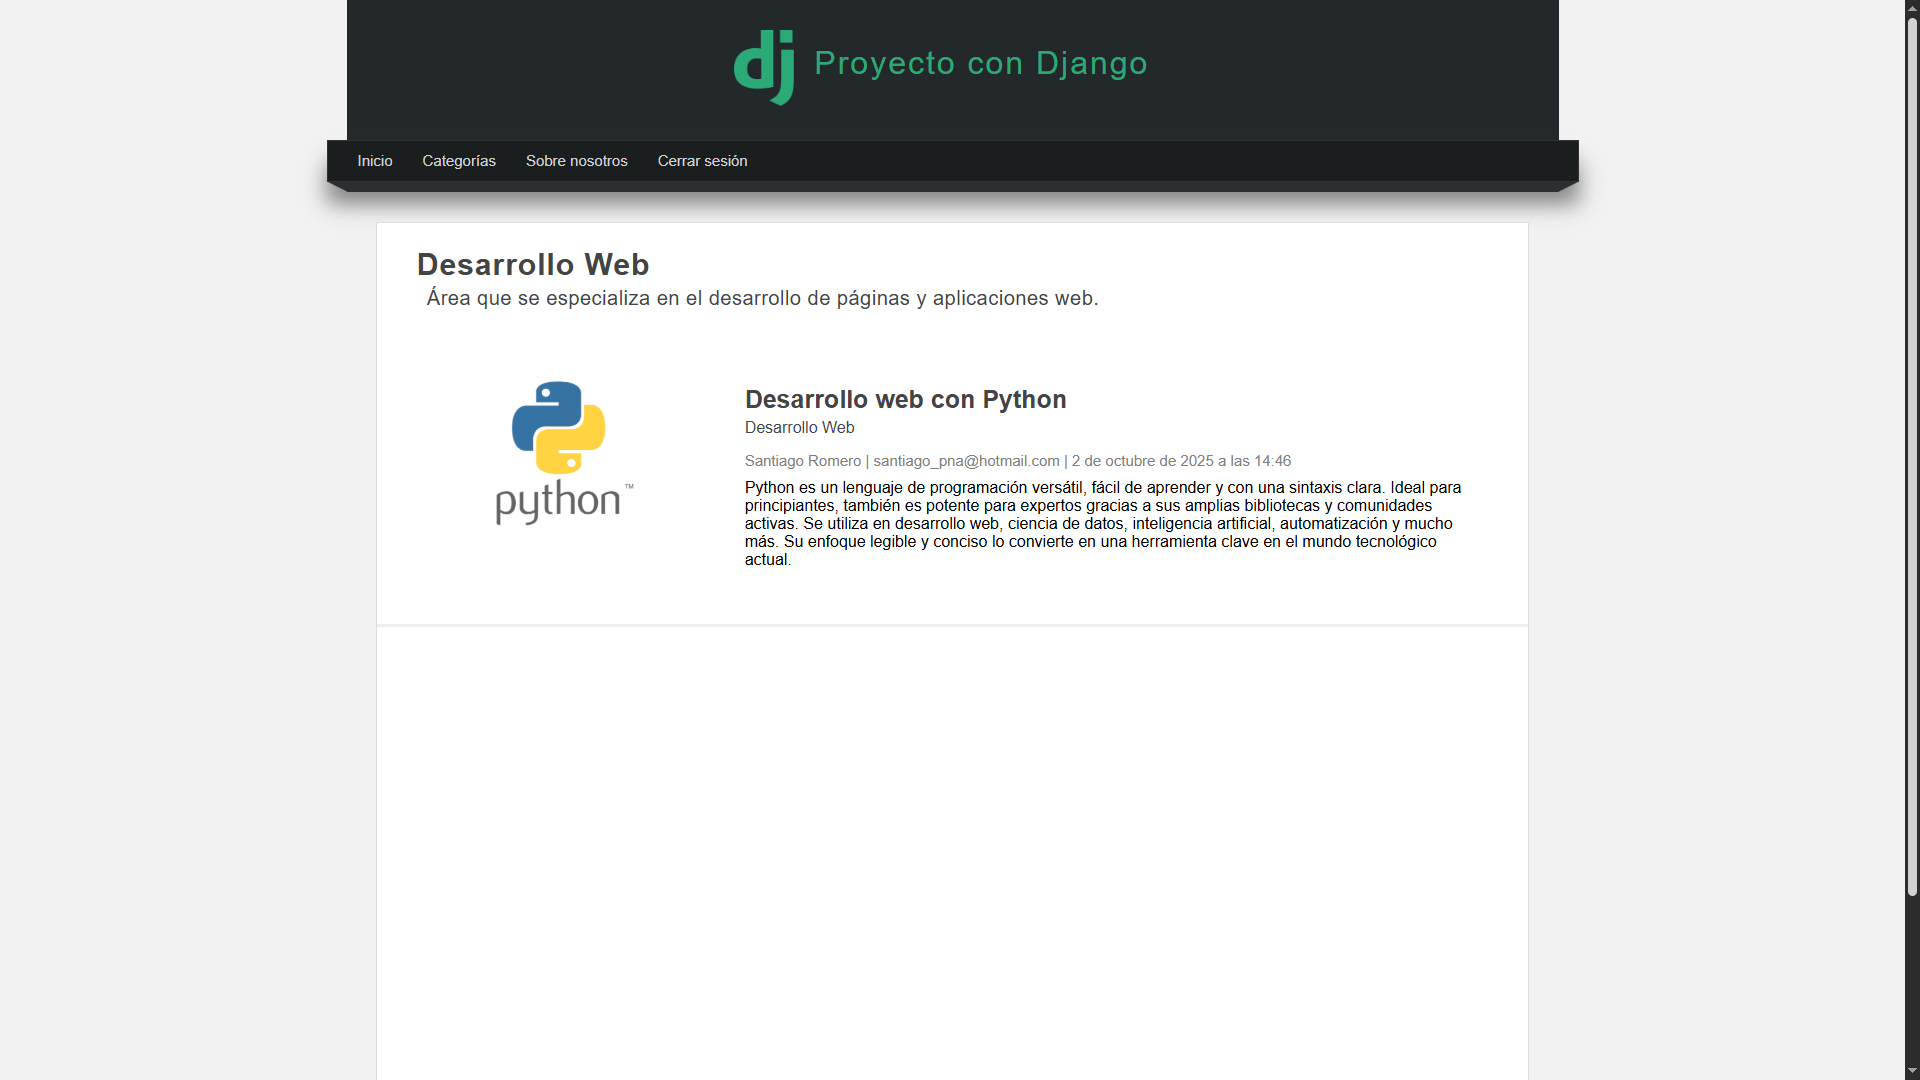 dj Proyecto con Django
Inicio Categorías Sobre nosotros Cerrar sesión
Desarrollo Web
Área que se especializa en el desarrollo de páginas y aplicaciones web.
python™
Desarrollo web con Python
Desarrollo Web
Santiago Romero | santiago_pna@hotmail.com | 2 de octubre de 2025 a las 14:46
Python es un lenguaje de programación versátil, fácil de aprender y con una sintaxis clara. Ideal para
principiantes, también es potente para expertos gracias a sus amplias bibliotecas y comunidades
activas. Se utiliza en desarrollo web, ciencia de datos, inteligencia artificial, automatización y mucho
más. Su enfoque legible y conciso lo convierte en una herramienta clave en el mundo tecnológico
actual.